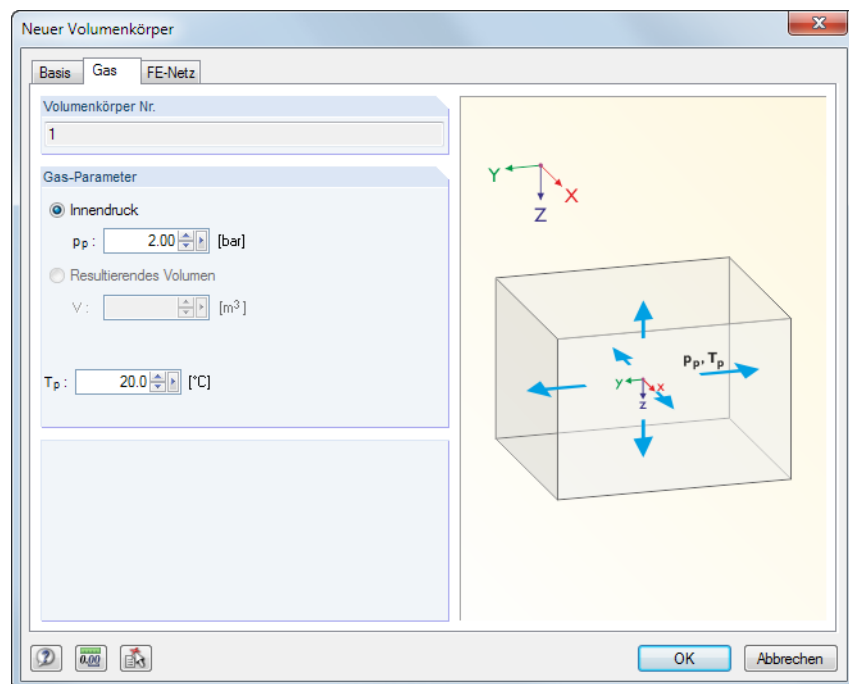 Neuer Volumenkörper
Basis Gas FE-Netz
Volumenkörper Nr.
1
Gas-Parameter
Innendruck
pp : 2.00 [bar]
Resultierendes Volumen
V : [m³]
Tp : 20.0 [°C]
Y
X
Z
pp, Tp
Y
X
Z
0.00
OK Abbrechen